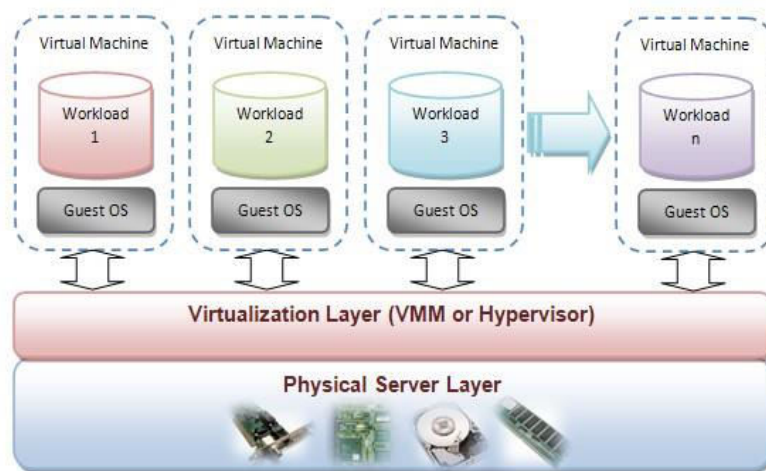 Virtual Machine
Workload
1
Guest OS
Virtual Machine
Workload
2
Guest OS
Virtual Machine
Workload
3
Guest OS
Virtual Machine
Workload
n
Guest OS
Virtualization Layer (VMM or Hypervisor)
Physical Server Layer